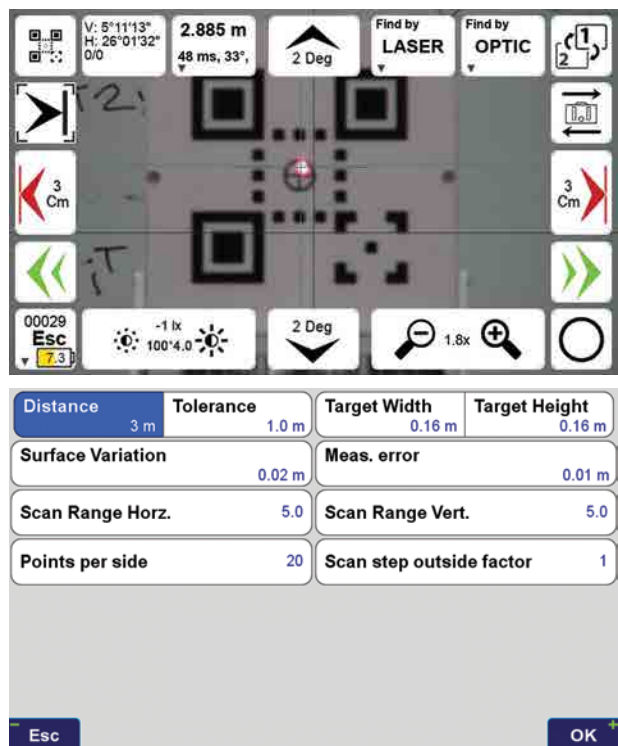 V: 5°11'13"
H: 26°01'32"
0/0
2.885 m
48 ms, 33°,
2 Deg
Find by
LASER
Find by
OPTIC
1
2
3
Cm
3
Cm
iT
00029
Esc
7.3
-1 lx
100*4.0
2 Deg
1.8x
Distance
3 m
Tolerance
1.0 m
Target Width
0.16 m
Target Height
0.16 m
Surface Variation
0.02 m
Meas. error
0.01 m
Scan Range Horz.
5.0
Scan Range Vert.
5.0
Points per side
20
Scan step outside factor
1
Esc
OK